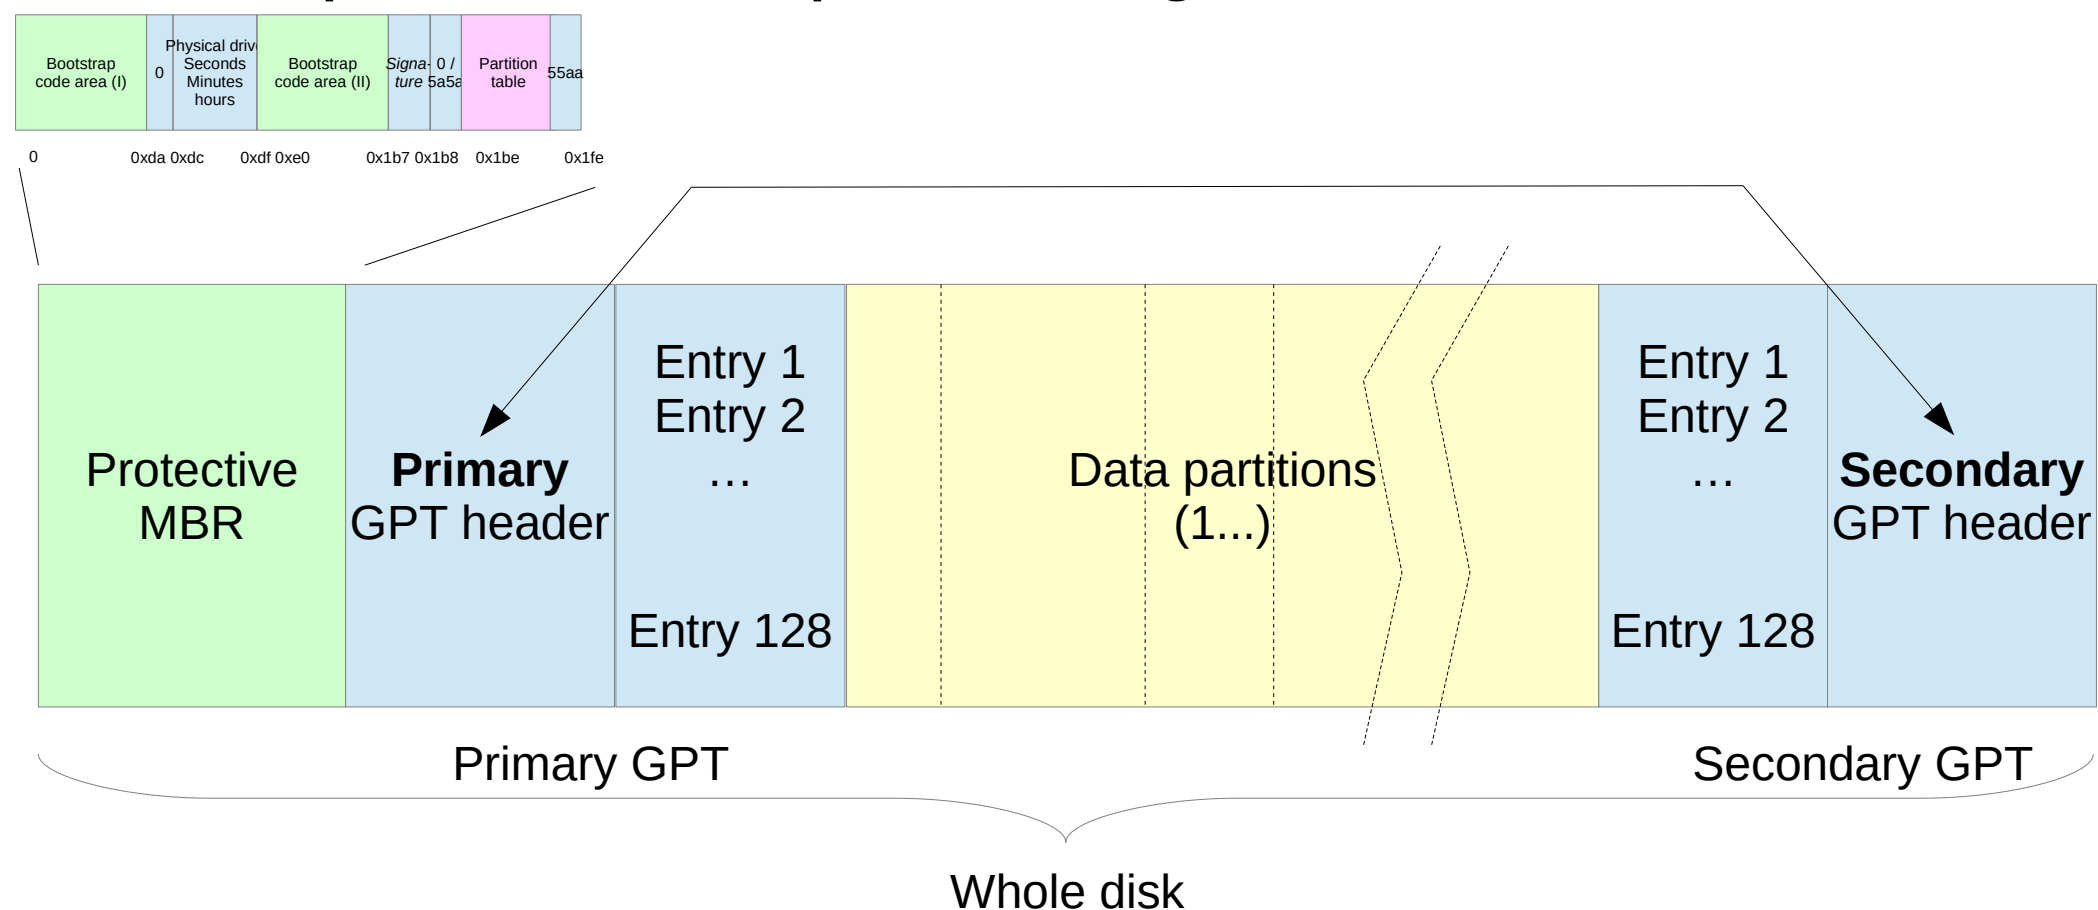 Bootstrap
code area (I)
0
Physical driv
Seconds
Minutes
hours
Bootstrap
code area (II)
Signa-
ture
0 /
5a5a
Partition
table
55aa
0
0xda 0xdc
0xdf 0xe0
0x1b7 0x1b8
0x1be
0x1fe
Protective
MBR
Primary
GPT header
Entry 1
Entry 2
…
Entry 128
Data partitions
(1...)
Entry 1
Entry 2
…
Entry 128
Secondary
GPT header
Primary GPT
Secondary GPT
Whole disk